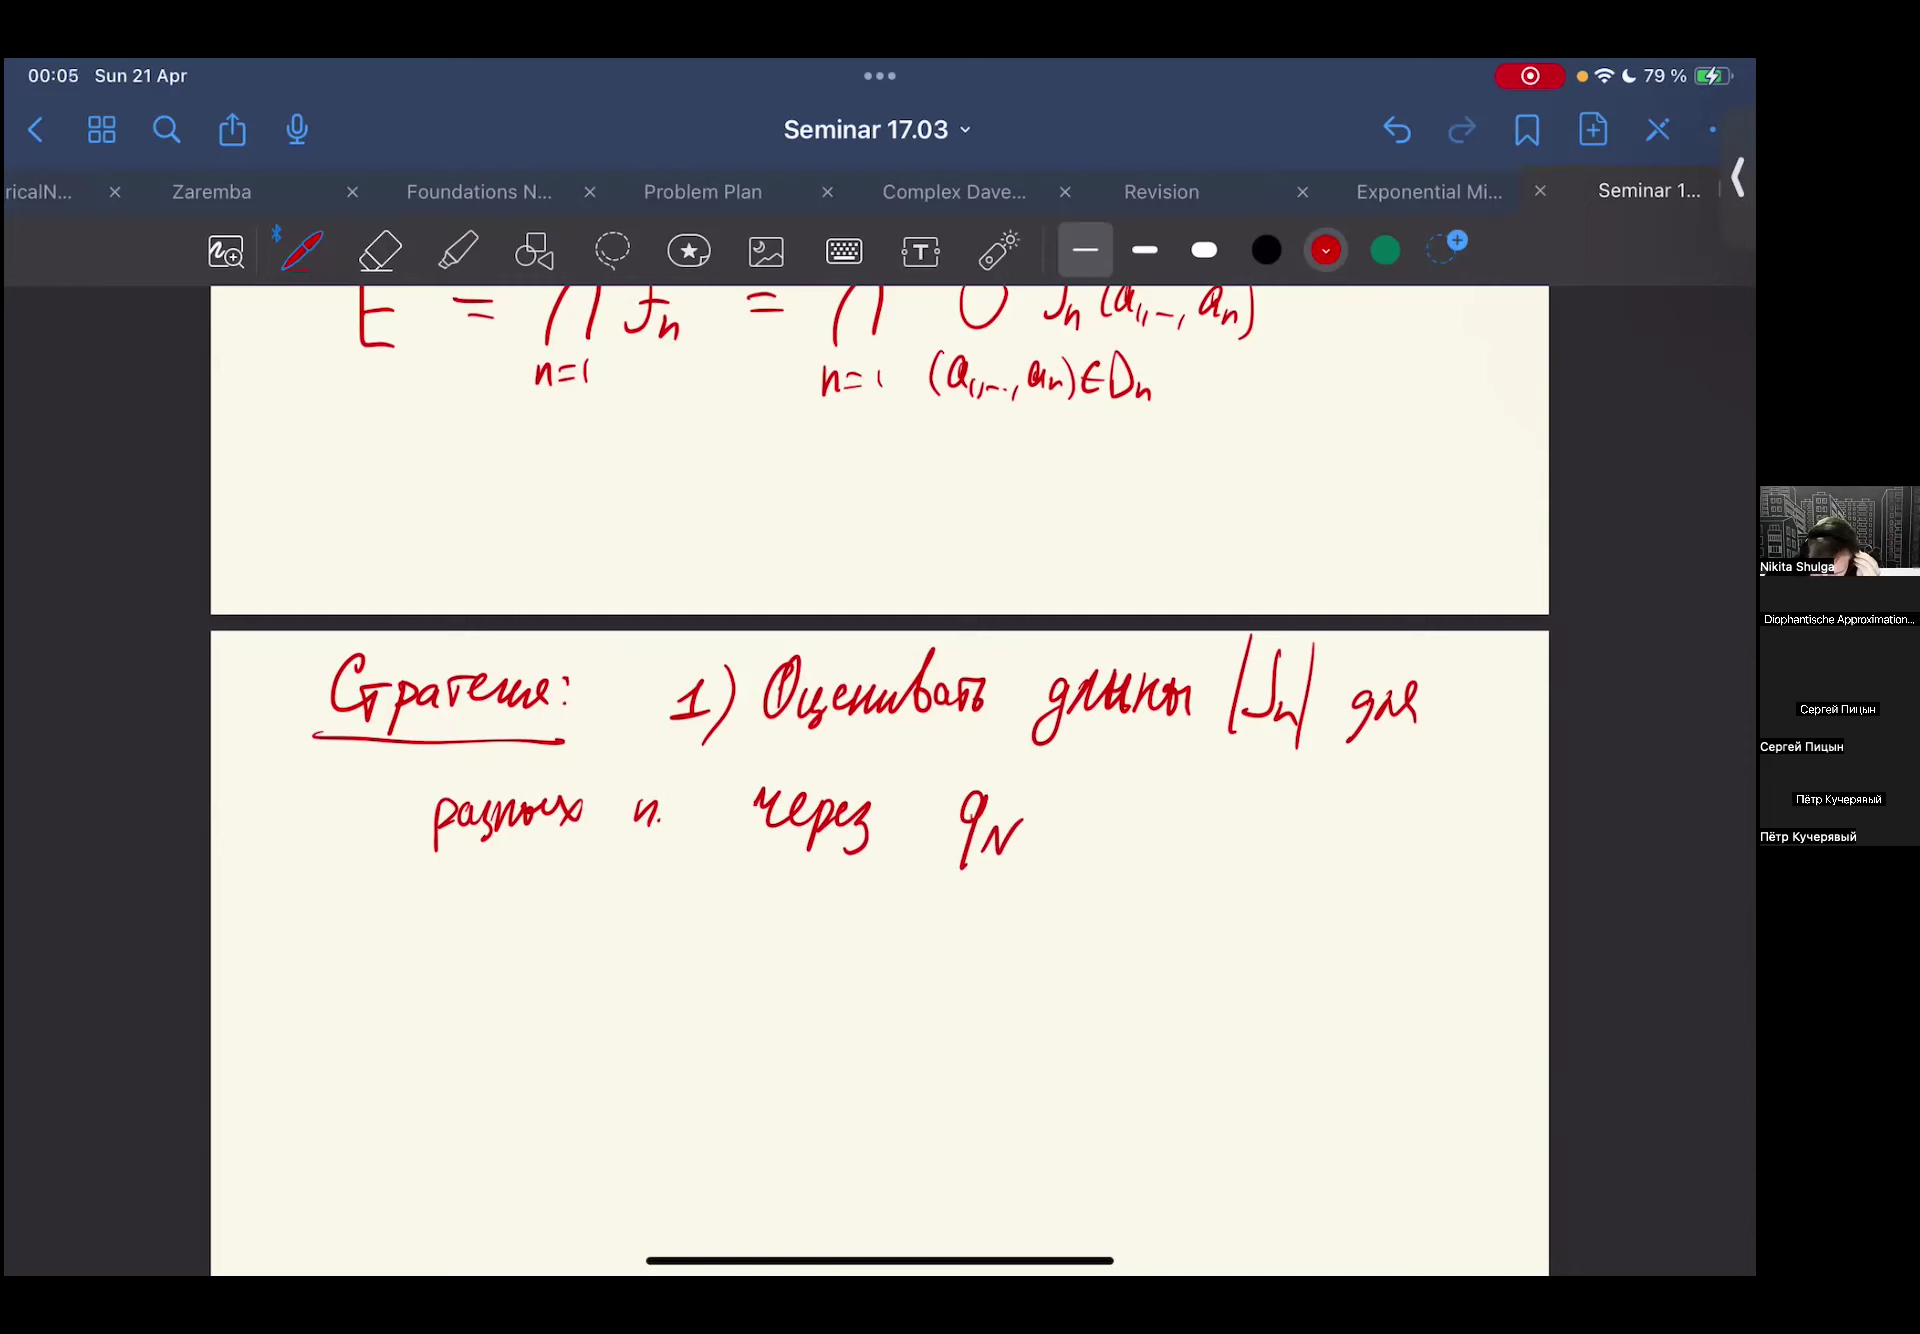 00:05 Sun 21 Apr
79 %
Seminar 17.03
ricalN... Zaremba Foundations N... Problem Plan Complex Dave... Revision Exponential Mi... Seminar 1...
E = ∩ J_n = ∩ ∪ J_n (a_1,...,a_n)
n=1 n=1 (a_1,...,a_n) ∈ D_n
Стратегия: 1) Оценивать длины |J_n| для
разных n. через q_N
Nikita Shulga
Diophantische Approximation...
Сергей Пицын
Сергей Пицын
Пётр Кучерявый
Пётр Кучерявый